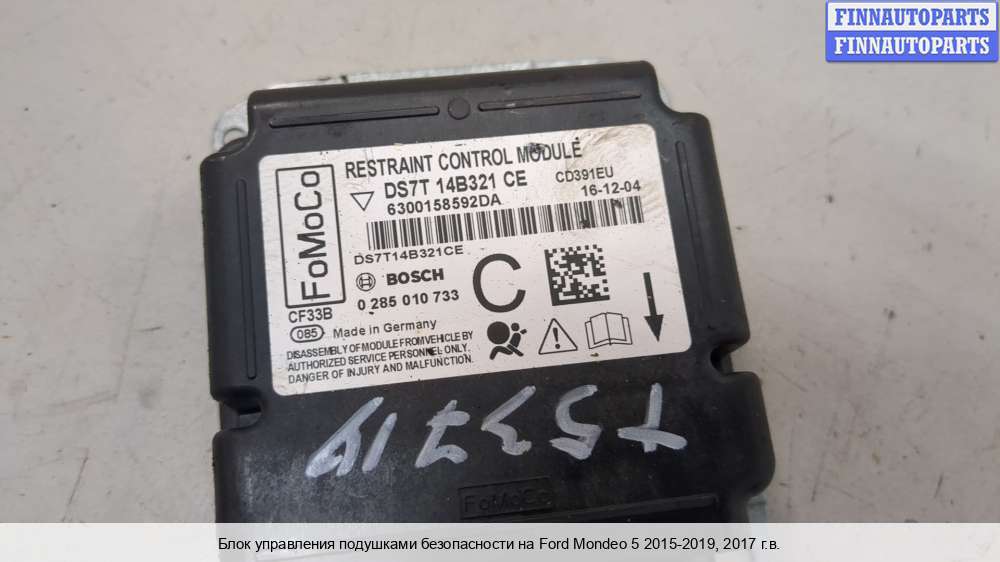 FINNAUTOPARTS
FINNAUTOPARTS
FoMoCo
RESTRAINT CONTROL MODULE
DS7T 14B321 CE
CD391EU
6300158592DA
16-12-04
DS7T14B321CE
BOSCH
0 285 010 733
C
CF33B
085
Made in Germany
DISASSEMBLY OF MODULE FROM VEHICLE BY
AUTHORIZED SERVICE PERSONNEL ONLY.
DANGER OF INJURY AND MALFUNCTION.
FoMoCo
Блок управления подушками безопасности на Ford Mondeo 5 2015-2019, 2017 г.в.